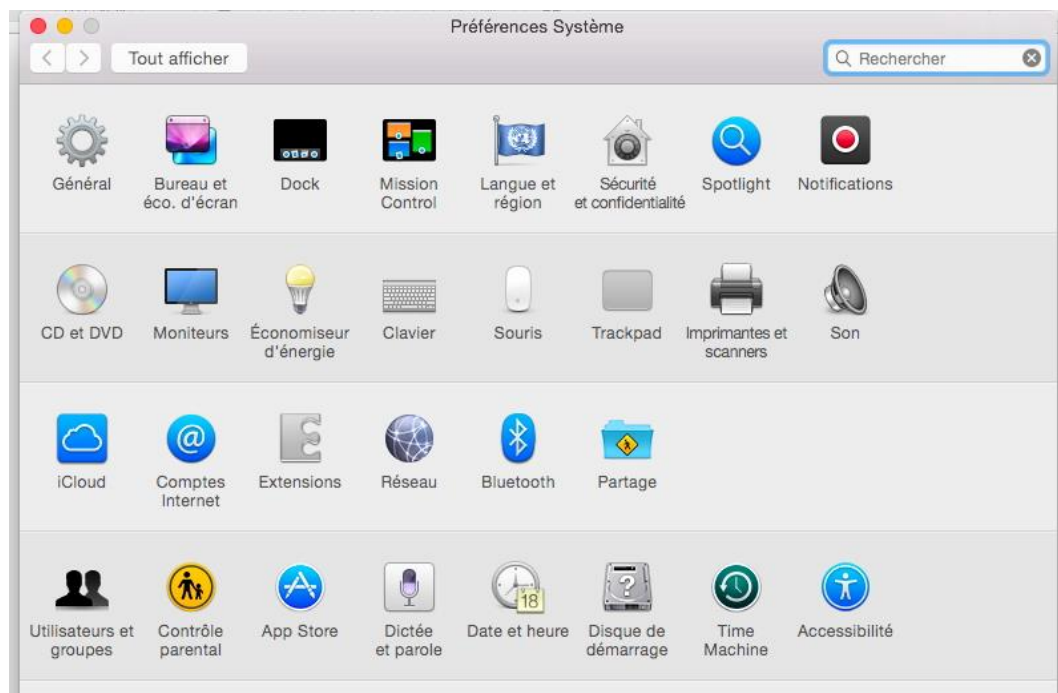 Préférences Système
Tout afficher
Rechercher
Général
Bureau et
éco. d'écran
Dock
Mission
Control
Langue et
région
Sécurité
et confidentialité
Spotlight
Notifications
CD et DVD
Moniteurs
Économiseur
d'énergie
Clavier
Souris
Trackpad
Imprimantes et
scanners
Son
iCloud
Comptes
Internet
Extensions
Réseau
Bluetooth
Partage
Utilisateurs et
groupes
Contrôle
parental
App Store
Dictée
et parole
Date et heure
18
Disque de
démarrage
Time
Machine
Accessibilité